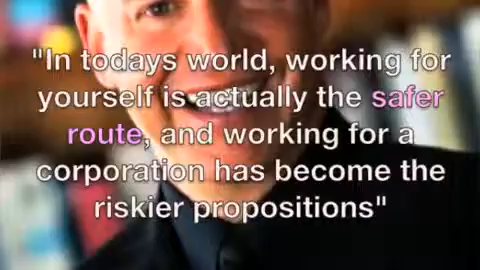 "In todays world, working for
yourself is actually the safer
route, and working for a
corporation has become the
riskier propositions"